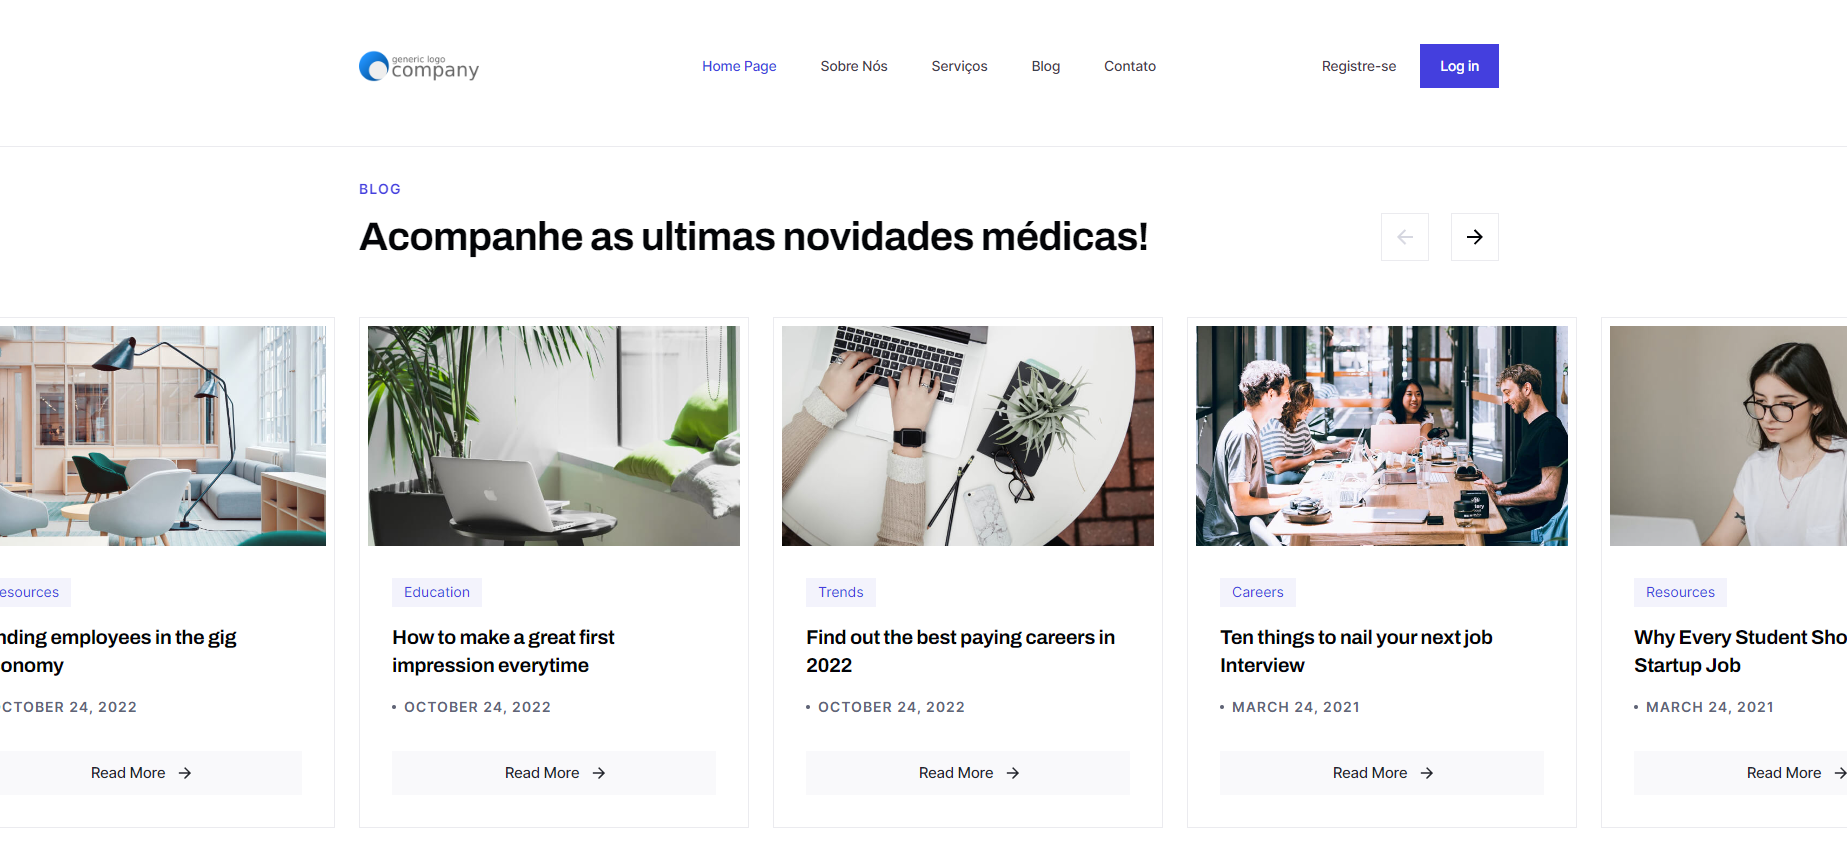 generic logo
company
Home Page
Sobre Nós
Serviços
Blog
Contato
Registre-se
Log in
BLOG
Acompanhe as ultimas novidades médicas!
esources
nding employees in the gig
onomy
CTOBER 24, 2022
Read More
Education
How to make a great first
impression everytime
• OCTOBER 24, 2022
Read More
Trends
Find out the best paying careers in
2022
• OCTOBER 24, 2022
Read More
Careers
Ten things to nail your next job
Interview
• MARCH 24, 2021
Read More
Resources
Why Every Student Sho
Startup Job
• MARCH 24, 2021
Read More